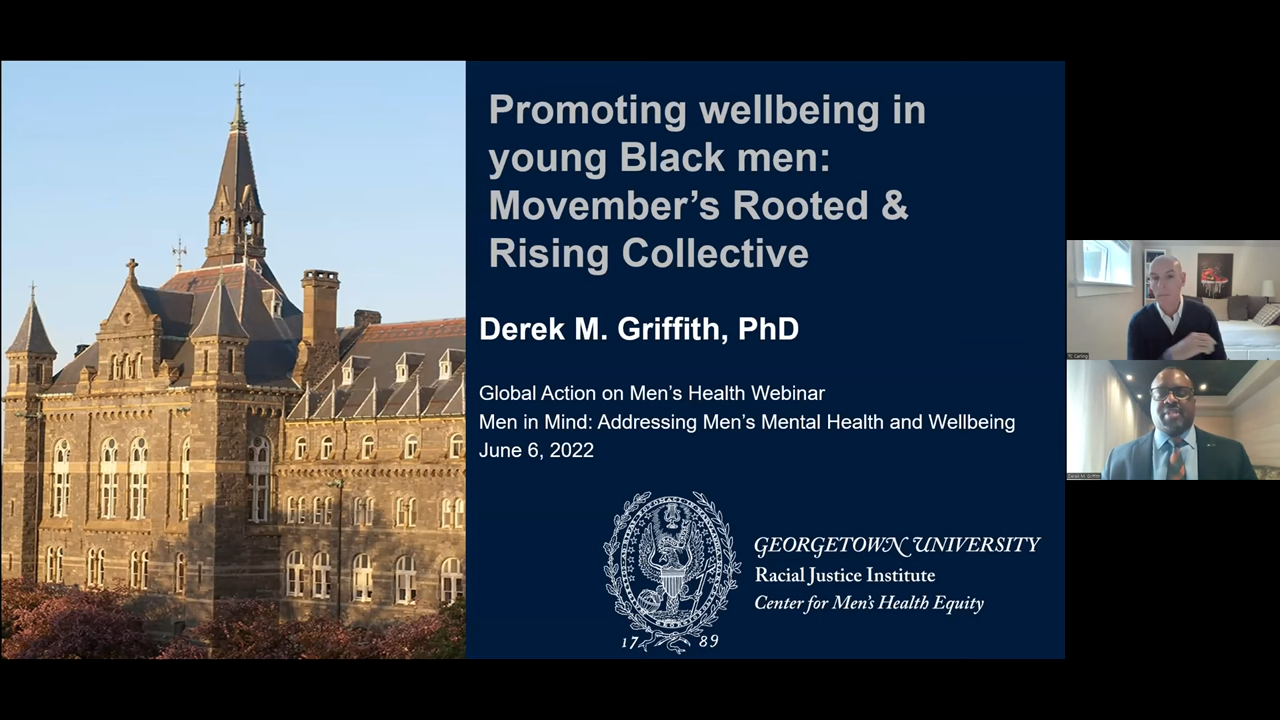 Promoting wellbeing in
young Black men:
Movember's Rooted &
Rising Collective
Derek M. Griffith, PhD
Global Action on Men's Health Webinar
Men in Mind: Addressing Men's Mental Health and Wellbeing
June 6, 2022
17 89
GEORGETOWN UNIVERSITY
Racial Justice Institute
Center for Men's Health Equity
Derek M. Griffith